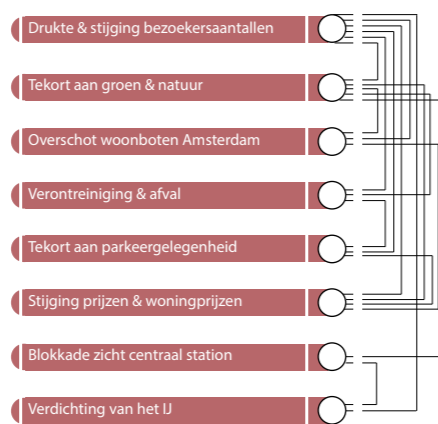 Drukte & stijging bezoekersaantallen
Tekort aan groen & natuur
Overschot woonboten Amsterdam
Verontreiniging & afval
Tekort aan parkeergelegenheid
Stijging prijzen & woningprijzen
Blokkade zicht centraal station
Verdichting van het IJ